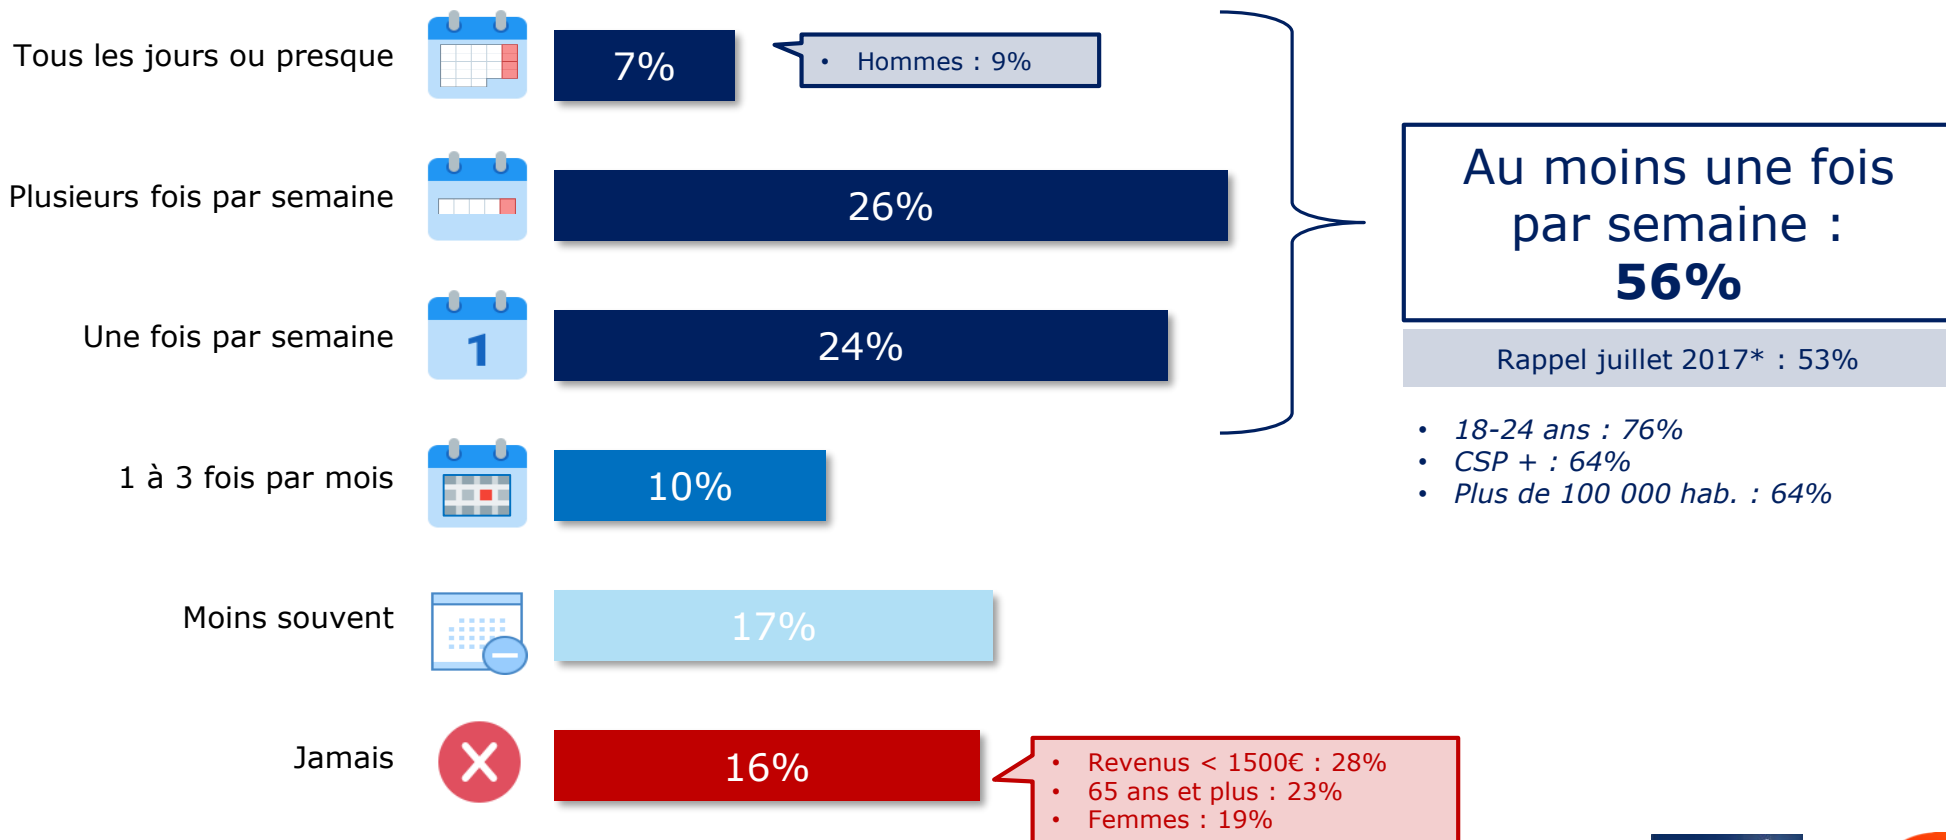 Tous les jours ou presque
7%
• Hommes : 9%
Plusieurs fois par semaine
26%
Une fois par semaine
1
24%
Au moins une fois
par semaine :
56%
Rappel juillet 2017* : 53%
• 18-24 ans : 76%
• CSP + : 64%
• Plus de 100 000 hab. : 64%
1 à 3 fois par mois
10%
Moins souvent
17%
Jamais
16%
• Revenus < 1500€ : 28%
• 65 ans et plus : 23%
• Femmes : 19%